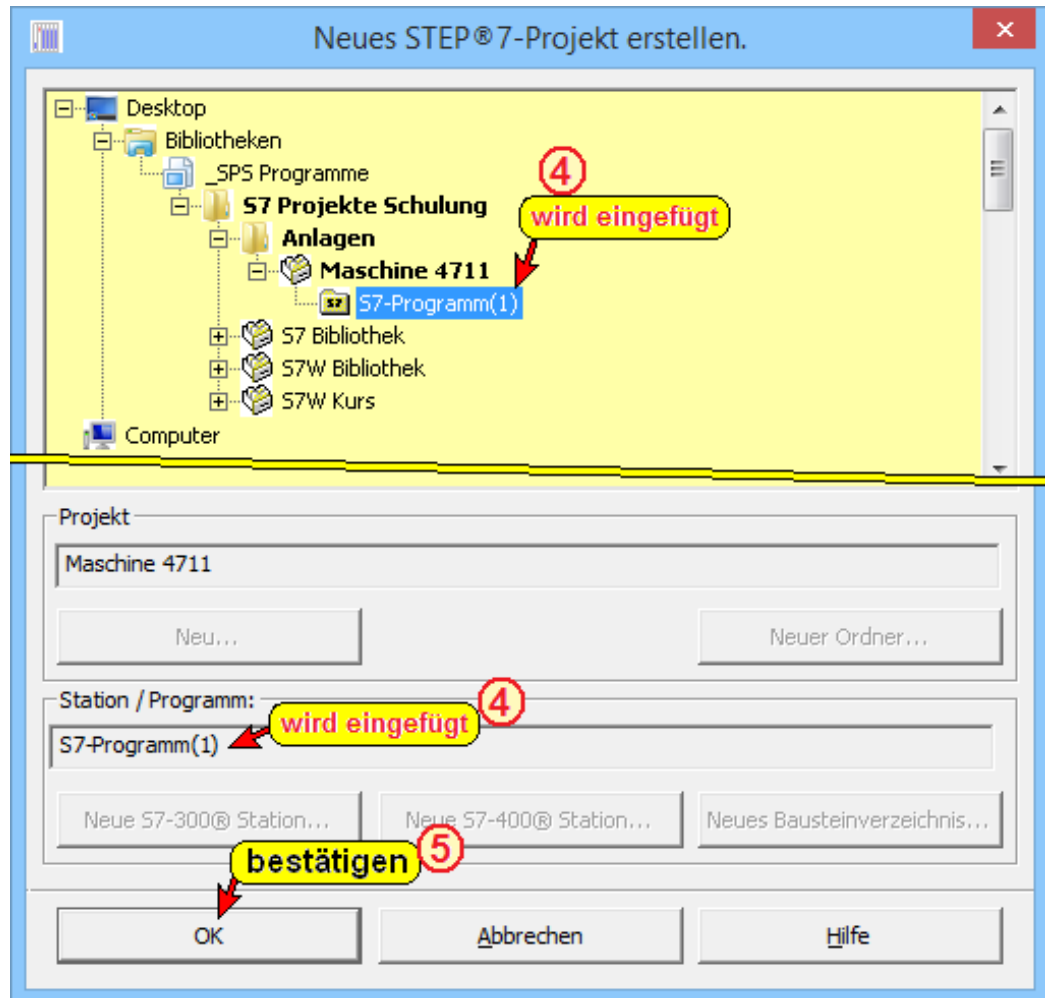 Neues STEP®7-Projekt erstellen.
Desktop
Bibliotheken
_SPS Programme
④
S7 Projekte Schulung
wird eingefügt
Anlagen
Maschine 4711
S7 S7-Programm(1)
S7 Bibliothek
S7W Bibliothek
S7W Kurs
Computer
Projekt
Maschine 4711
Neu...
Neuer Ordner...
Station / Programm:
wird eingefügt ④
S7-Programm(1)
Neue S7-300® Station...
Neue S7-400® Station...
Neues Bausteinverzeichnis...
bestätigen ⑤
OK
Abbrechen
Hilfe